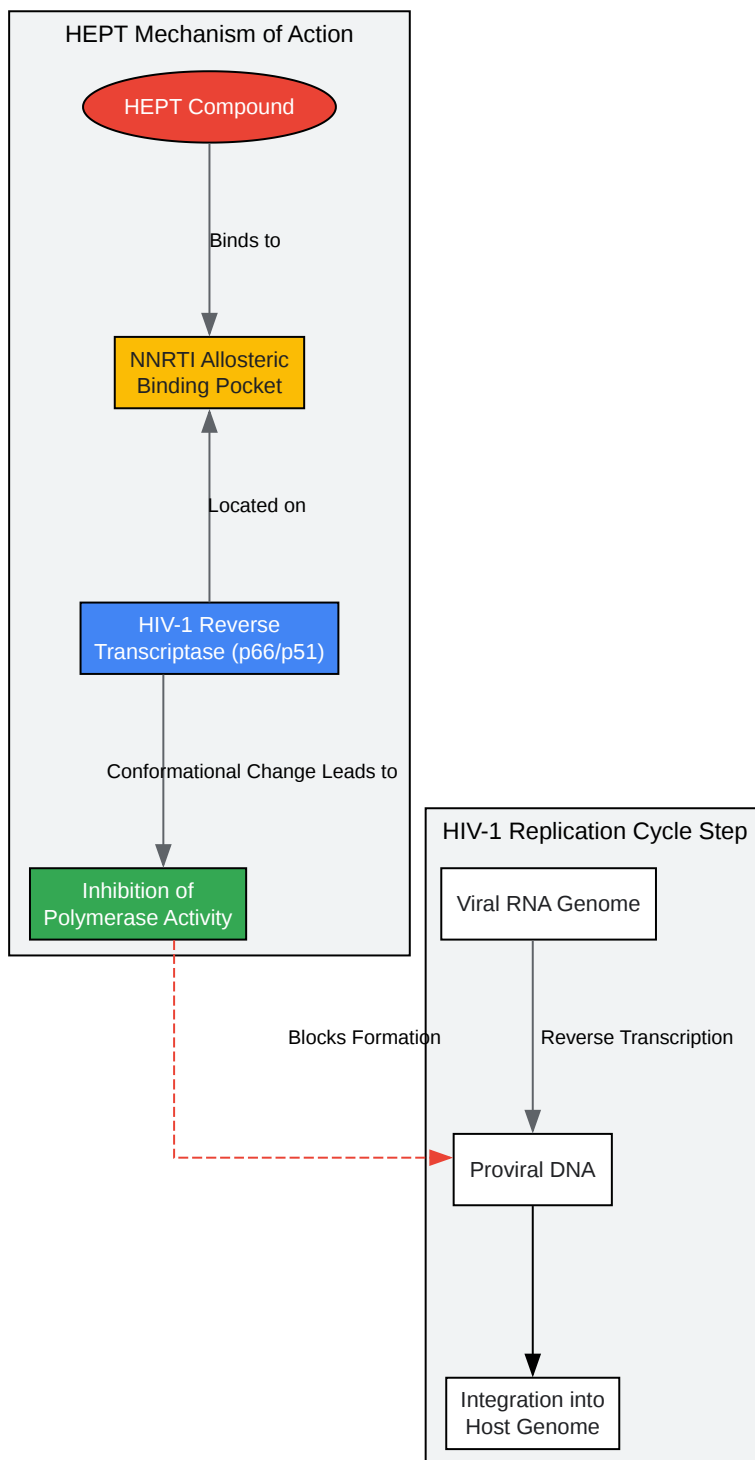 HEPT Mechanism of Action
HEPT Compound
Binds to
NNRTI Allosteric
Binding Pocket
Located on
HIV-1 Reverse
Transcriptase (p66/p51)
Conformational Change Leads to
Inhibition of
Polymerase Activity
Blocks Formation
HIV-1 Replication Cycle Step
Viral RNA Genome
Reverse Transcription
Proviral DNA
Integration into
Host Genome